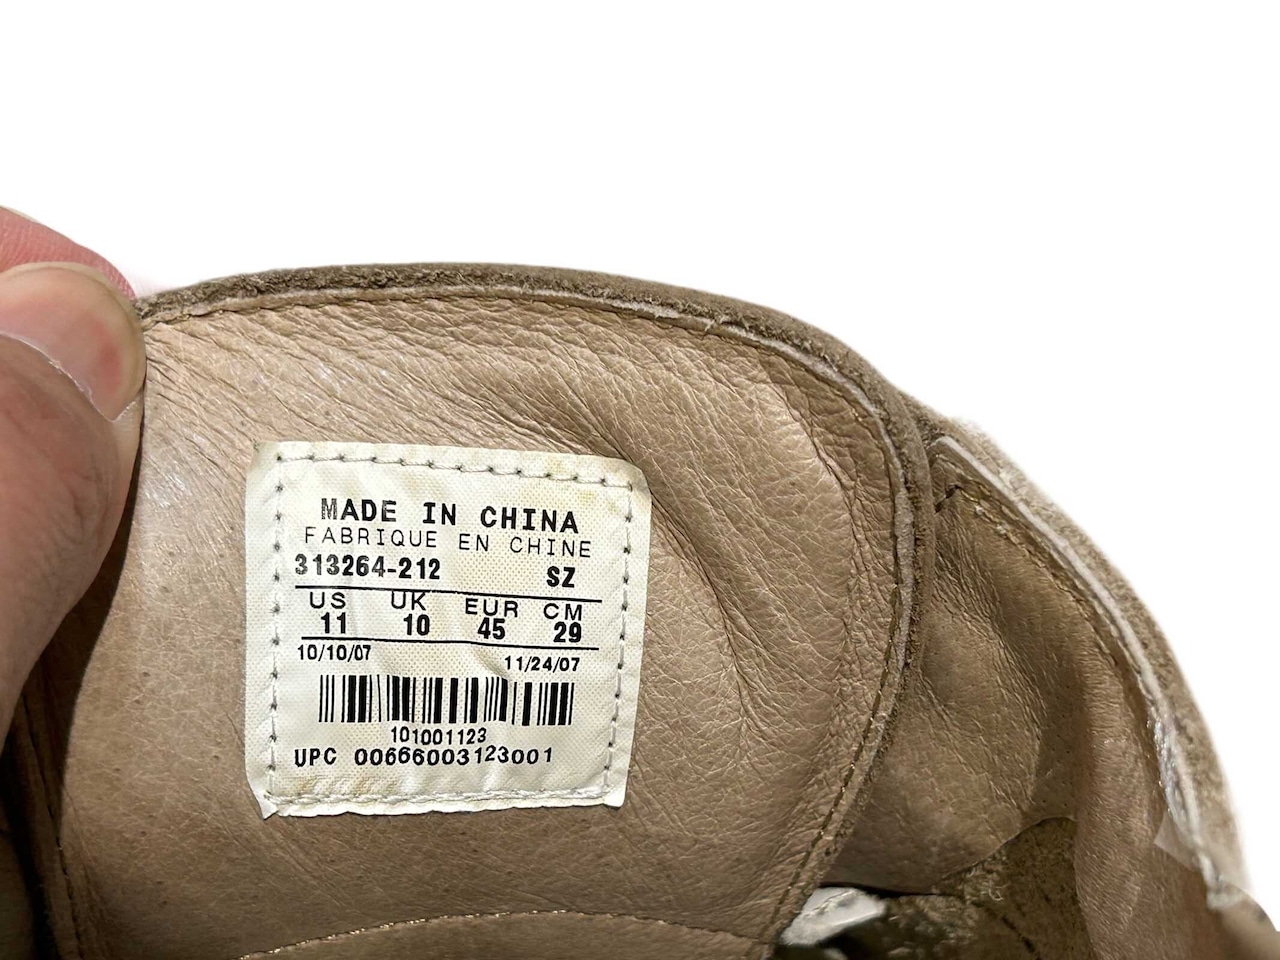 MADE IN CHINA
FABRIQUE EN CHINE
313264-212 SZ
US UK EUR CM
11 10 45 29
10/10/07 11/24/07
101001123
UPC 00666003123001